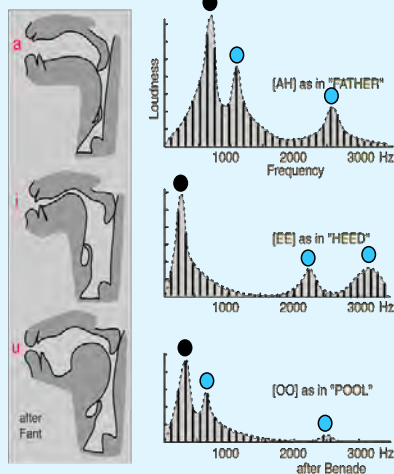 a
Loudness
[AH] as in "FATHER"
1000 2000 3000 Hz
Frequency
i
[EE] as in "HEED"
1000 2000 3000 Hz
u
[OO] as in "POOL"
after
Fant
1000 2000 3000 Hz
after Benade